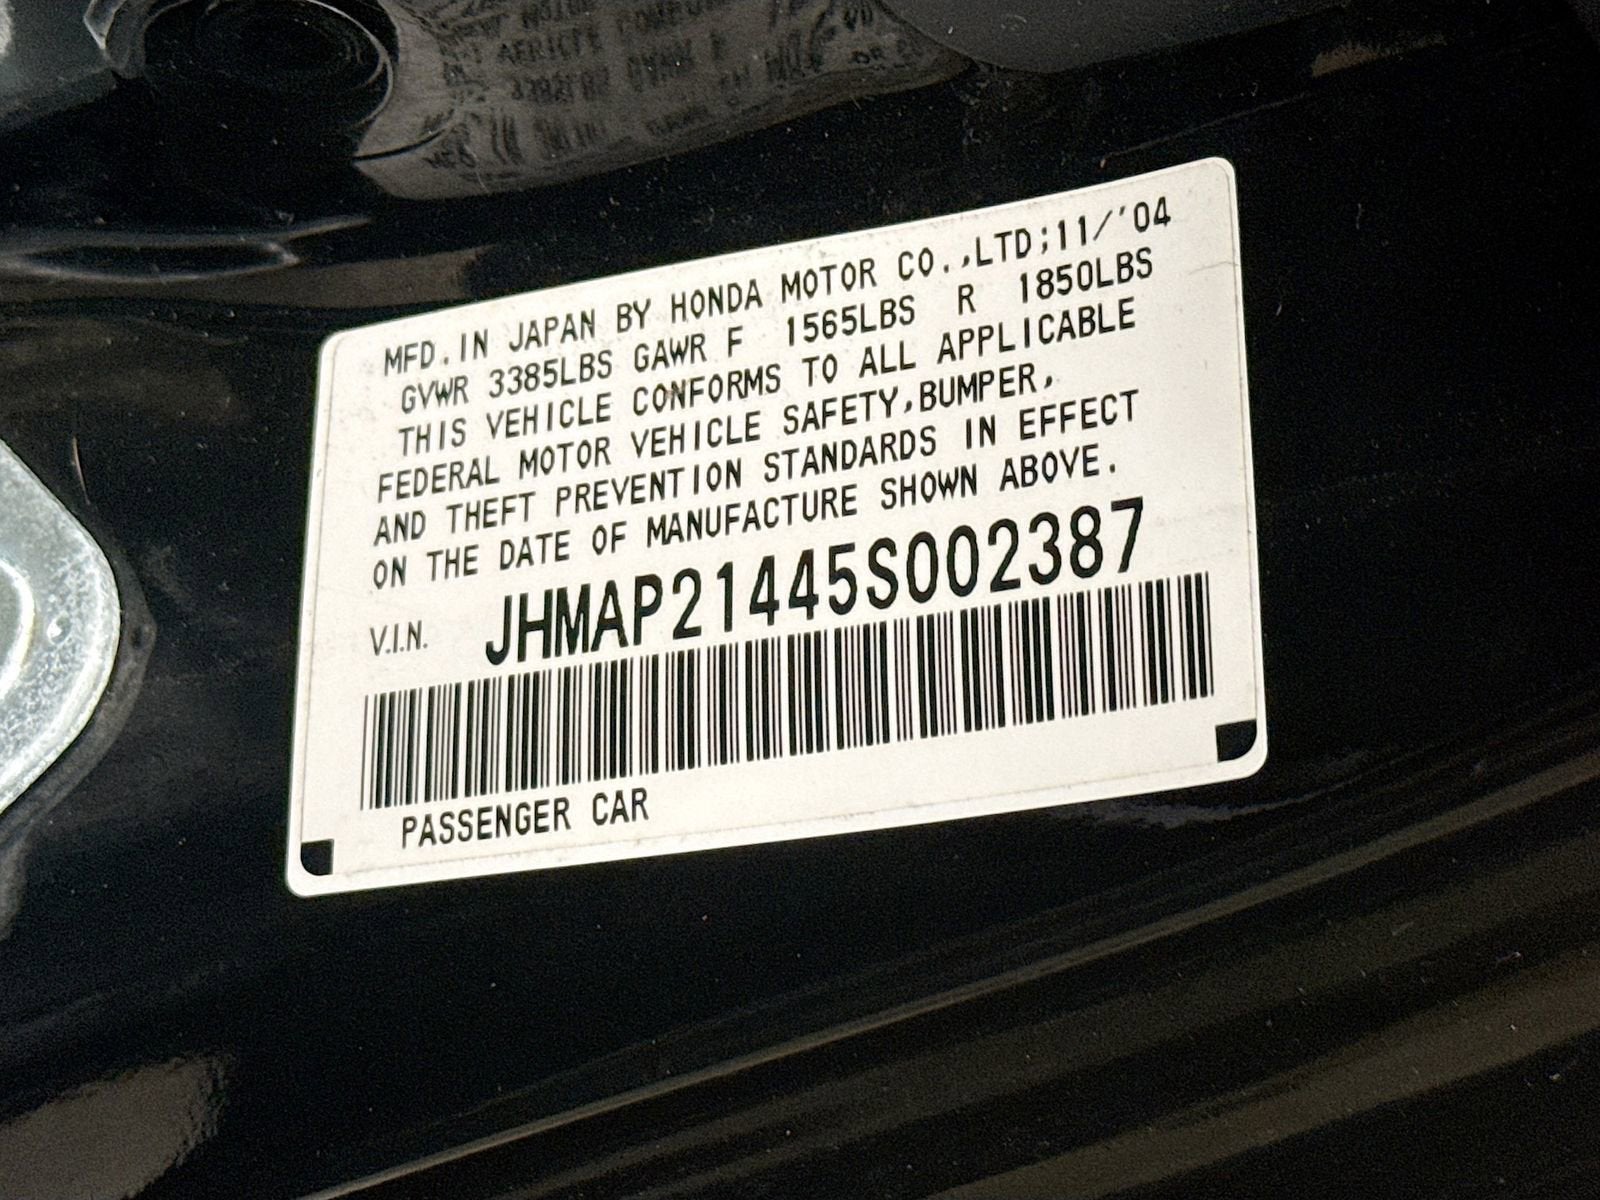 MFD.IN JAPAN BY HONDA MOTOR CO.,LTD;11/'04
GVWR 3385LBS GAWR F 1565LBS R 1850LBS
THIS VEHICLE CONFORMS TO ALL APPLICABLE
FEDERAL MOTOR VEHICLE SAFETY,BUMPER,
AND THEFT PREVENTION STANDARDS IN EFFECT
ON THE DATE OF MANUFACTURE SHOWN ABOVE.
V.I.N. JHMAP21445S002387
PASSENGER CAR